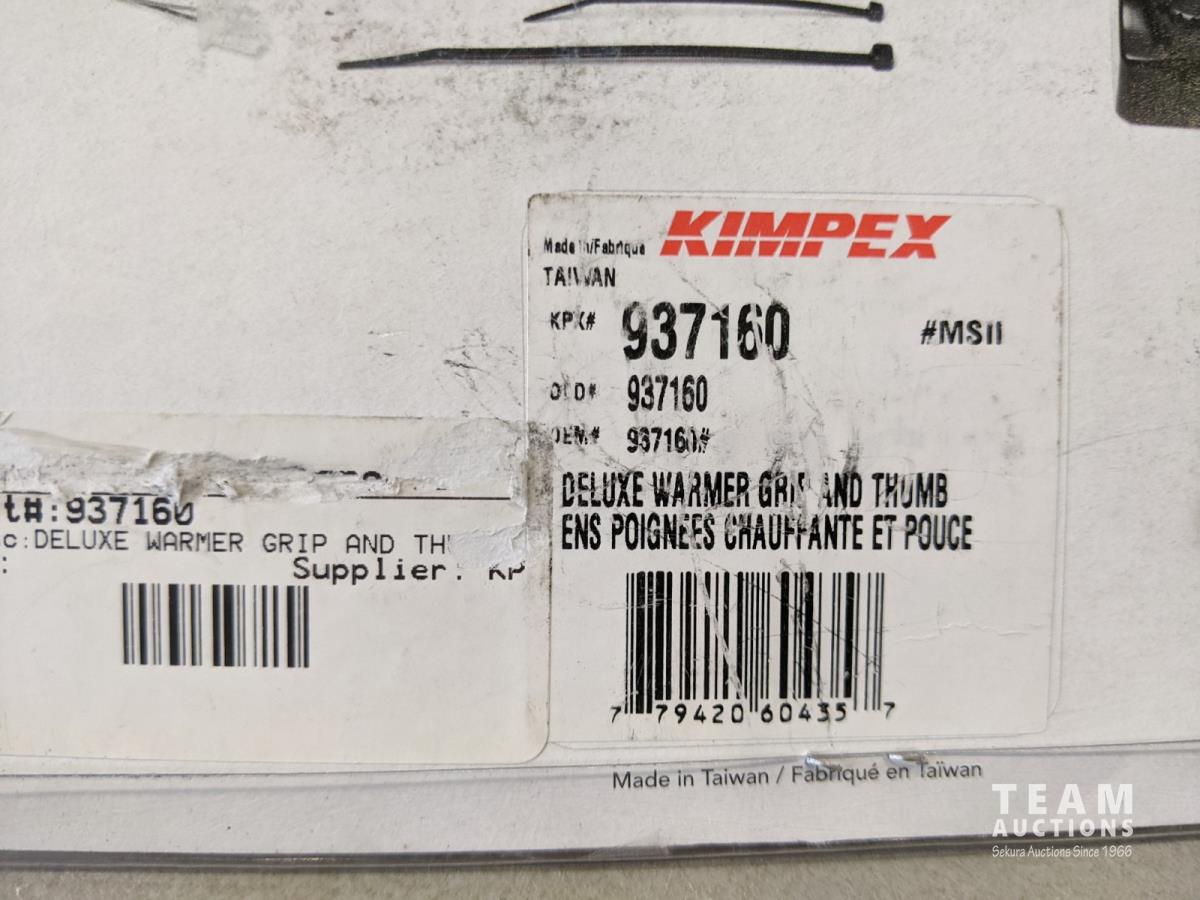 KIMPEX
Made in/Fabrique
TAIWAN
KPX# 937160 #MSII
OLD# 937160
OEM# 937160#
DELUXE WARMER GRIP AND THUMB
ENS POIGNEES CHAUFFANTE ET POUCE
7 79420 60435 7
t#:937160
c:DELUXE WARMER GRIP AND TH
: Supplier: KP
Made in Taiwan / Fabriqué en Taïwan
TEAM
AUCTIONS
Sekura Auctions Since 1966